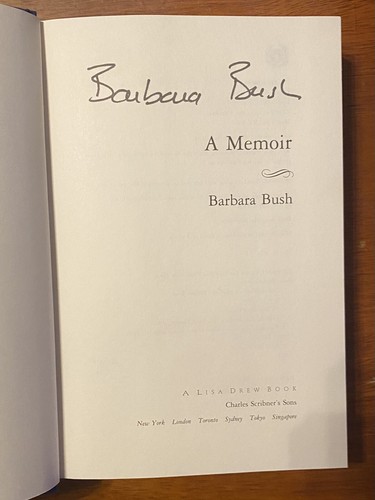 Barbara Bush
A Memoir
Barbara Bush
A LISA DREW BOOK
Charles Scribner's Sons
New York London Toronto Sydney Tokyo Singapore